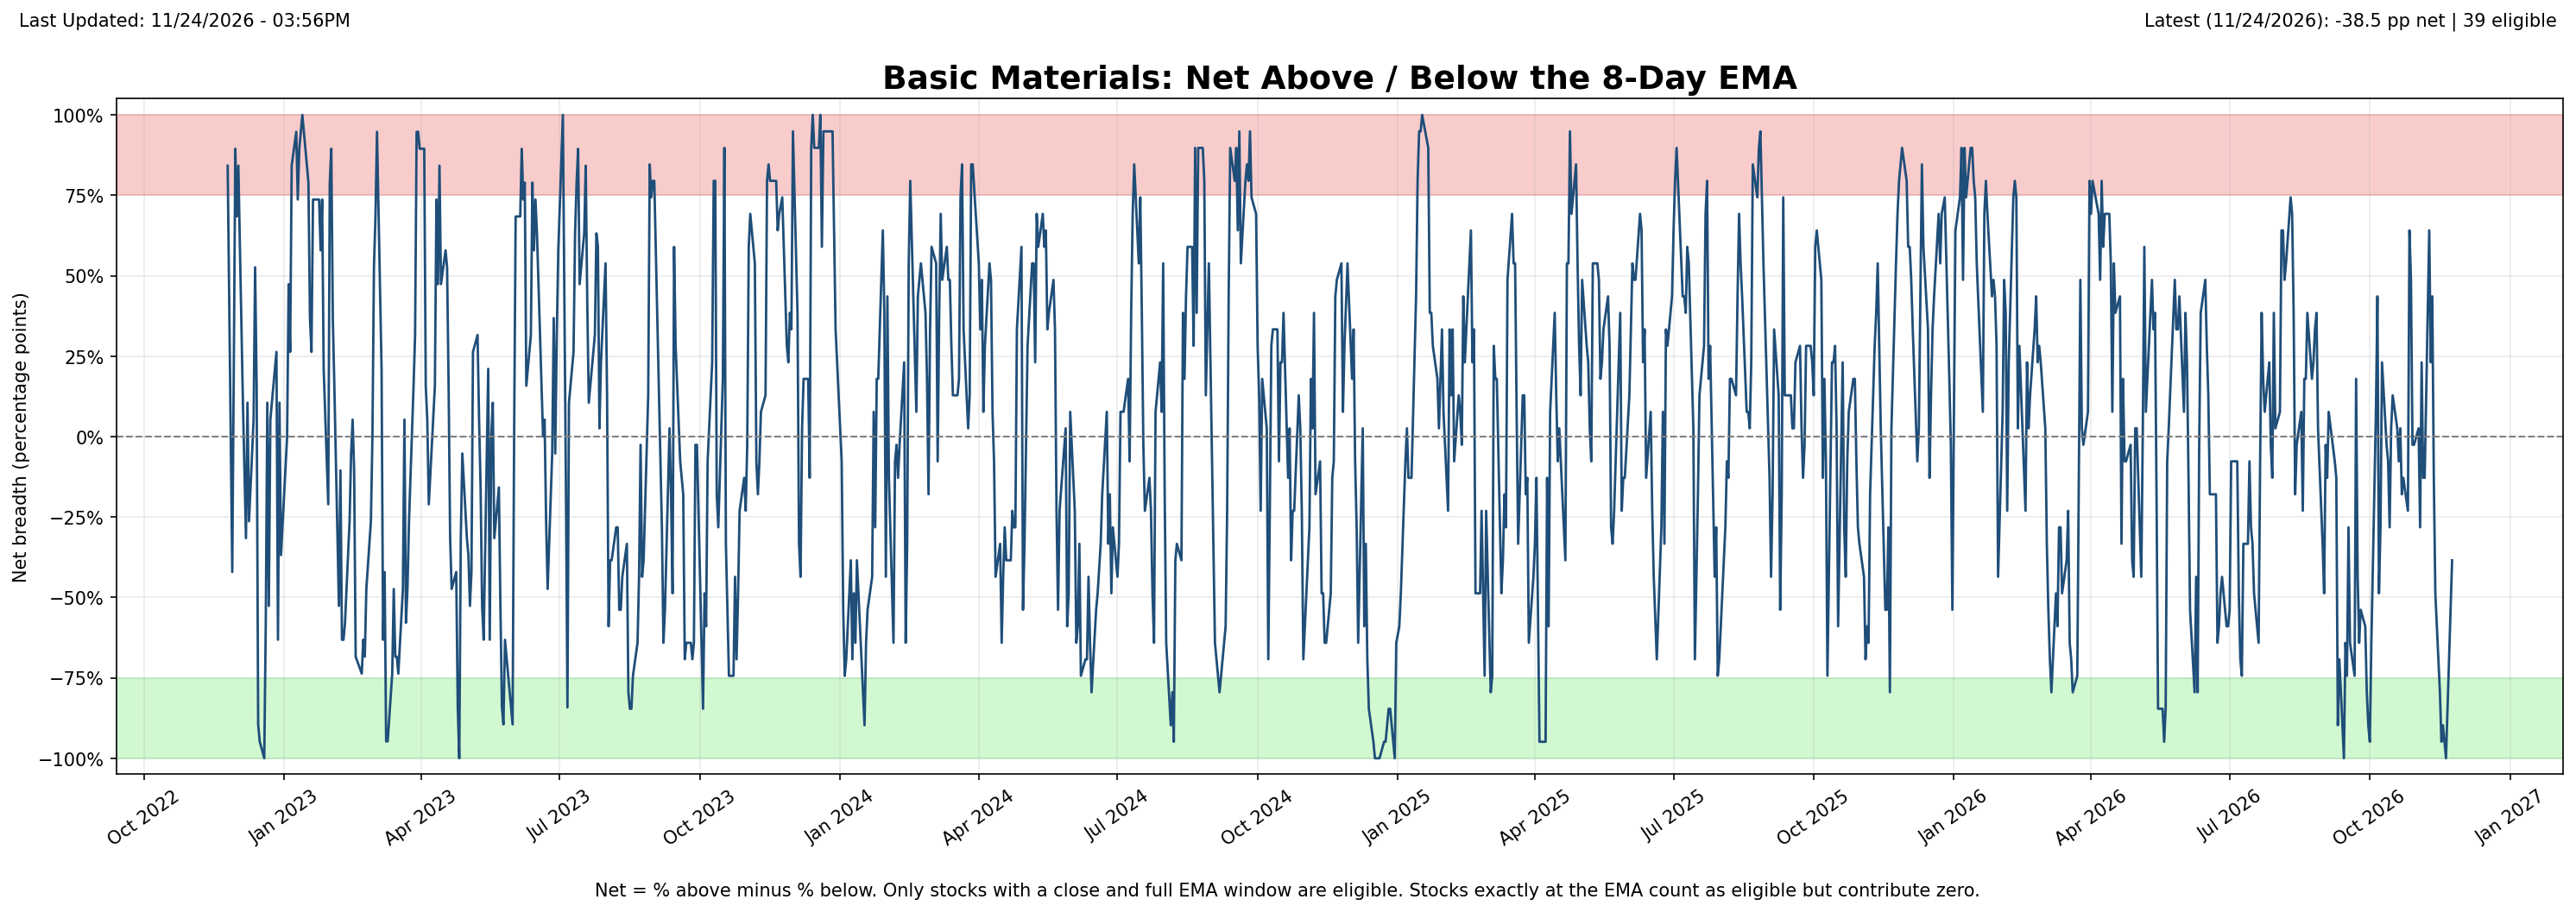 Last Updated: 11/24/2026 - 03:56PM
Latest (11/24/2026): -38.5 pp net | 39 eligible
Basic Materials: Net Above / Below the 8-Day EMA
Net breadth (percentage points)
100%
75%
50%
25%
0%
−25%
−50%
−75%
−100%
Oct 2022
Jan 2023
Apr 2023
Jul 2023
Oct 2023
Jan 2024
Apr 2024
Jul 2024
Oct 2024
Jan 2025
Apr 2025
Jul 2025
Oct 2025
Jan 2026
Apr 2026
Jul 2026
Oct 2026
Jan 2027
Net = % above minus % below. Only stocks with a close and full EMA window are eligible. Stocks exactly at the EMA count as eligible but contribute zero.